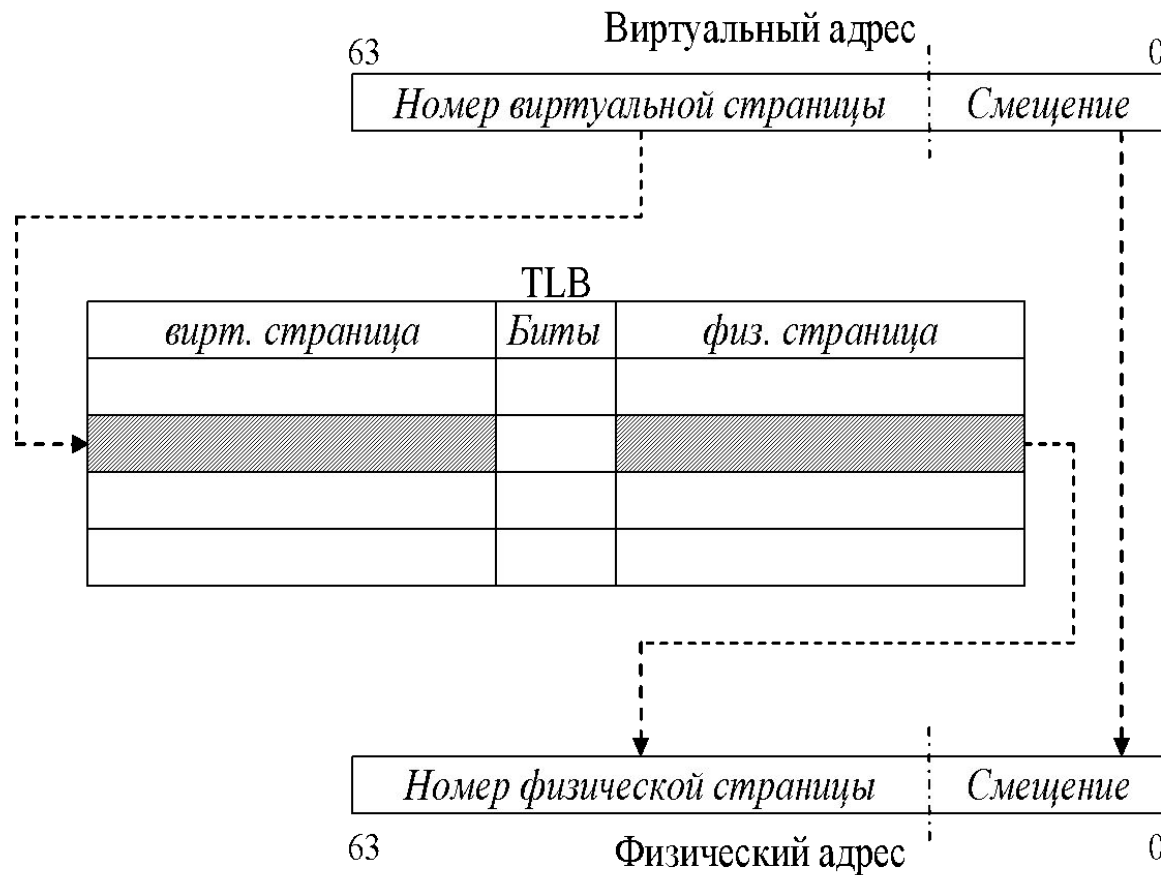 Виртуальный адрес
63 0
Номер виртуальной страницы Смещение
TLB
вирт. страница Биты физ. страница
Номер физической страницы Смещение
63 0
Физический адрес